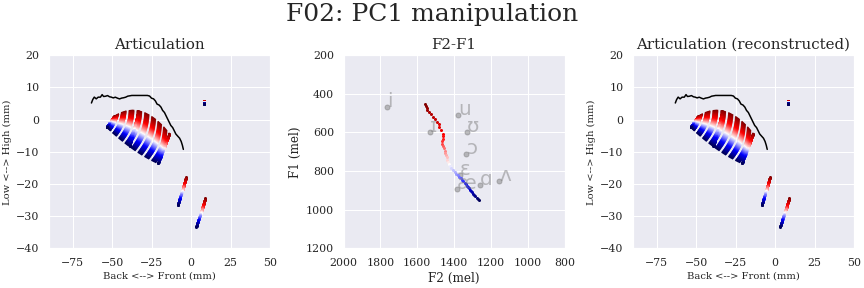 F02: PC1 manipulation
Articulation
F2-F1
Articulation (reconstructed)
20
10
0
−10
−20
−30
−40
Low <--> High (mm)
−75
−50
−25
0
25
50
Back <--> Front (mm)
200
400
600
800
1000
1200
F1 (mel)
j
u
ʊ
ɔ
ɛ
ɑ
ʌ
2000
1800
1600
1400
1200
1000
800
F2 (mel)
20
10
0
−10
−20
−30
−40
Low <--> High (mm)
−75
−50
−25
0
25
50
Back <--> Front (mm)